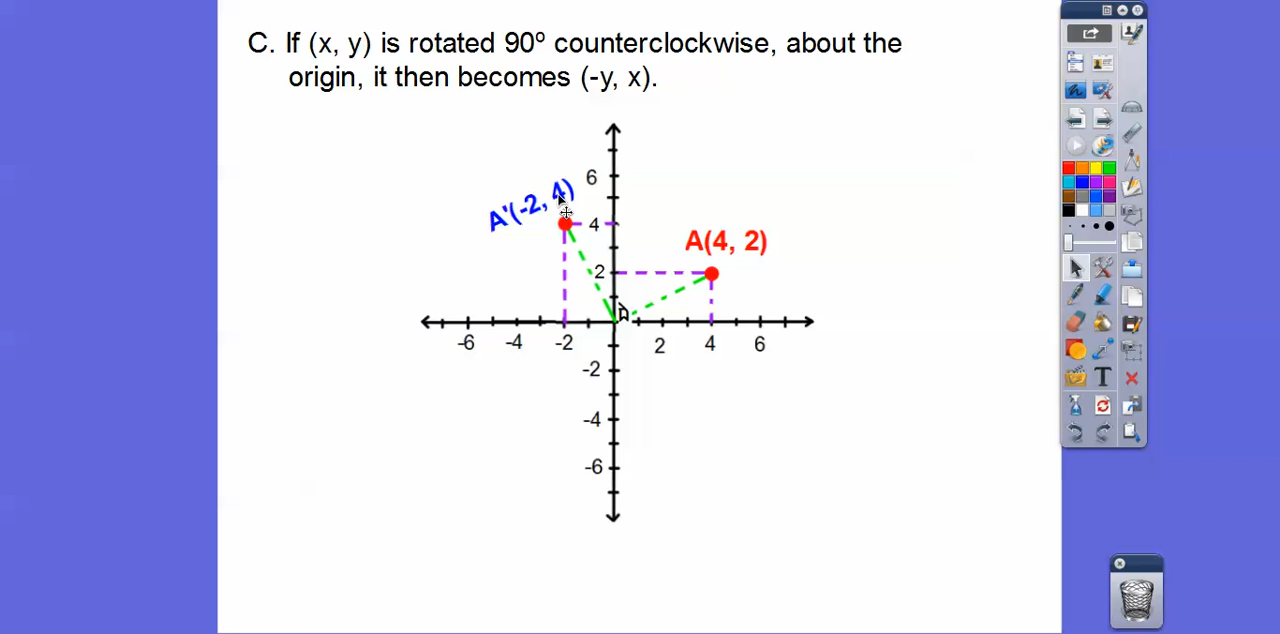 C. If (x, y) is rotated 90º counterclockwise, about the
origin, it then becomes (-y, x).
6
A'(-2, 4)
4
A(4, 2)
2
-6 -4 -2 2 4 6
-2
-4
-6